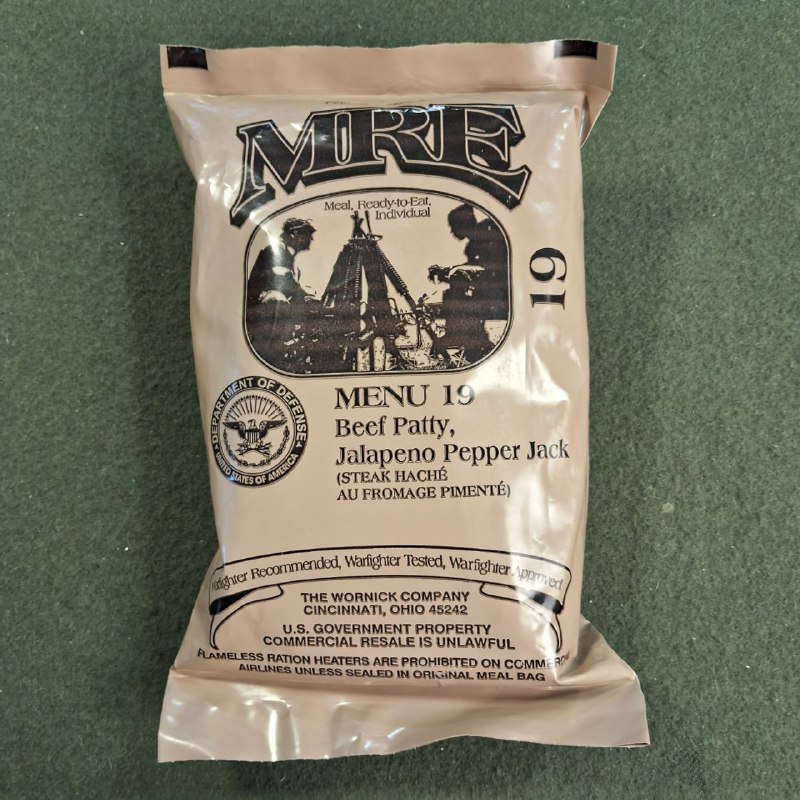 MRE
Meal, Ready-to-Eat,
Individual
19
DEPARTMENT OF DEFENSE
UNITED STATES OF AMERICA
MENU 19
Beef Patty,
Jalapeno Pepper Jack
(STEAK HACHÉ
AU FROMAGE PIMENTÉ)
Recommended, Warfighter Tested, Warfighter Approved
THE WORNICK COMPANY
CINCINNATI, OHIO 45242
U.S. GOVERNMENT PROPERTY
COMMERCIAL RESALE IS UNLAWFUL
FLAMELESS RATION HEATERS ARE PROHIBITED ON
AIRLINES UNLESS SEALED IN ORIGINAL MEAL BAG